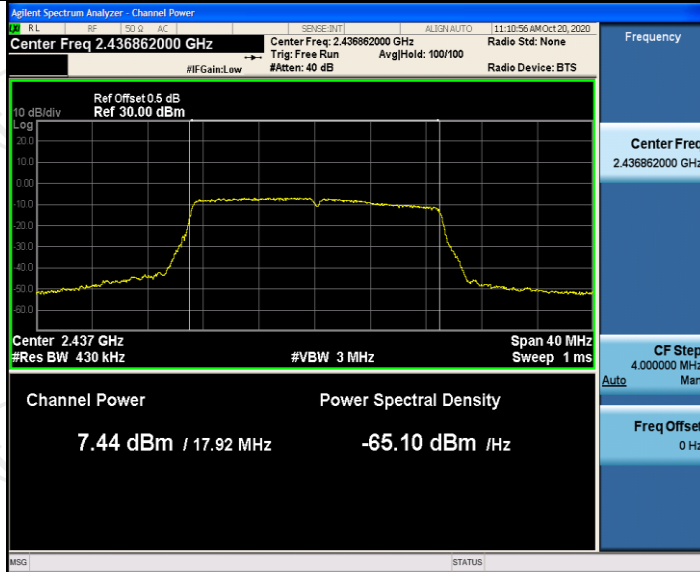 Agilent Spectrum Analyzer - Channel Power
RL RF 50 Ω AC SENSE:INT ALIGN AUTO 11:10:56 AM Oct 20, 2020
Center Freq 2.436862000 GHz
Center Freq: 2.436862000 GHz Radio Std: None
Trig: Free Run Avg|Hold: 100/100
#IFGain:Low #Atten: 40 dB Radio Device: BTS
Ref Offset 0.5 dB
10 dB/div Ref 30.00 dBm
Log
20.0
10.0
0.00
-10.0
-20.0
-30.0
-40.0
-50.0
-60.0
Center 2.437 GHz Span 40 MHz
#Res BW 430 kHz #VBW 3 MHz Sweep 1 ms
Channel Power Power Spectral Density
7.44 dBm / 17.92 MHz -65.10 dBm /Hz
MSG STATUS
Frequency
Center Freq
2.436862000 GHz
CF Step
4.000000 MHz
Auto Man
Freq Offset
0 Hz